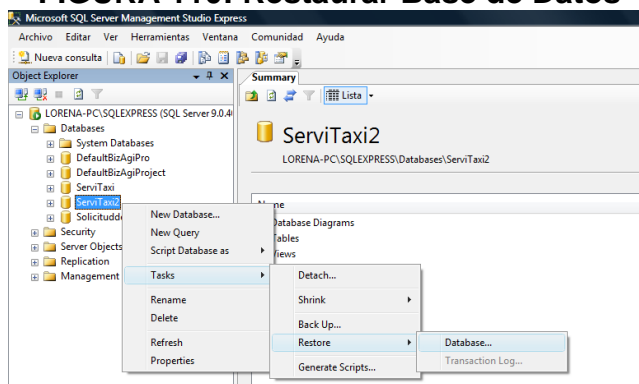 FIGURA 110. Restaurar Base de Datos
Microsoft SQL Server Management Studio Express
Archivo Editar Ver Herramientas Ventana Comunidad Ayuda
Nueva consulta
Object Explorer
Summary
Lista
LORENA-PC\SQLEXPRESS (SQL Server 9.0.4
Databases
System Databases
DefaultBizAgiPro
DefaultBizAgiProject
ServiTaxi
ServiTaxi2
Solicitudd
Security
Server Objects
Replication
Management
ServiTaxi2
LORENA-PC\SQLEXPRESS\Databases\ServiTaxi2
Name
Database Diagrams
Tables
Views
New Database...
New Query
Script Database as
Tasks
Rename
Delete
Refresh
Properties
Detach...
Shrink
Back Up...
Restore
Generate Scripts...
Database...
Transaction Log...